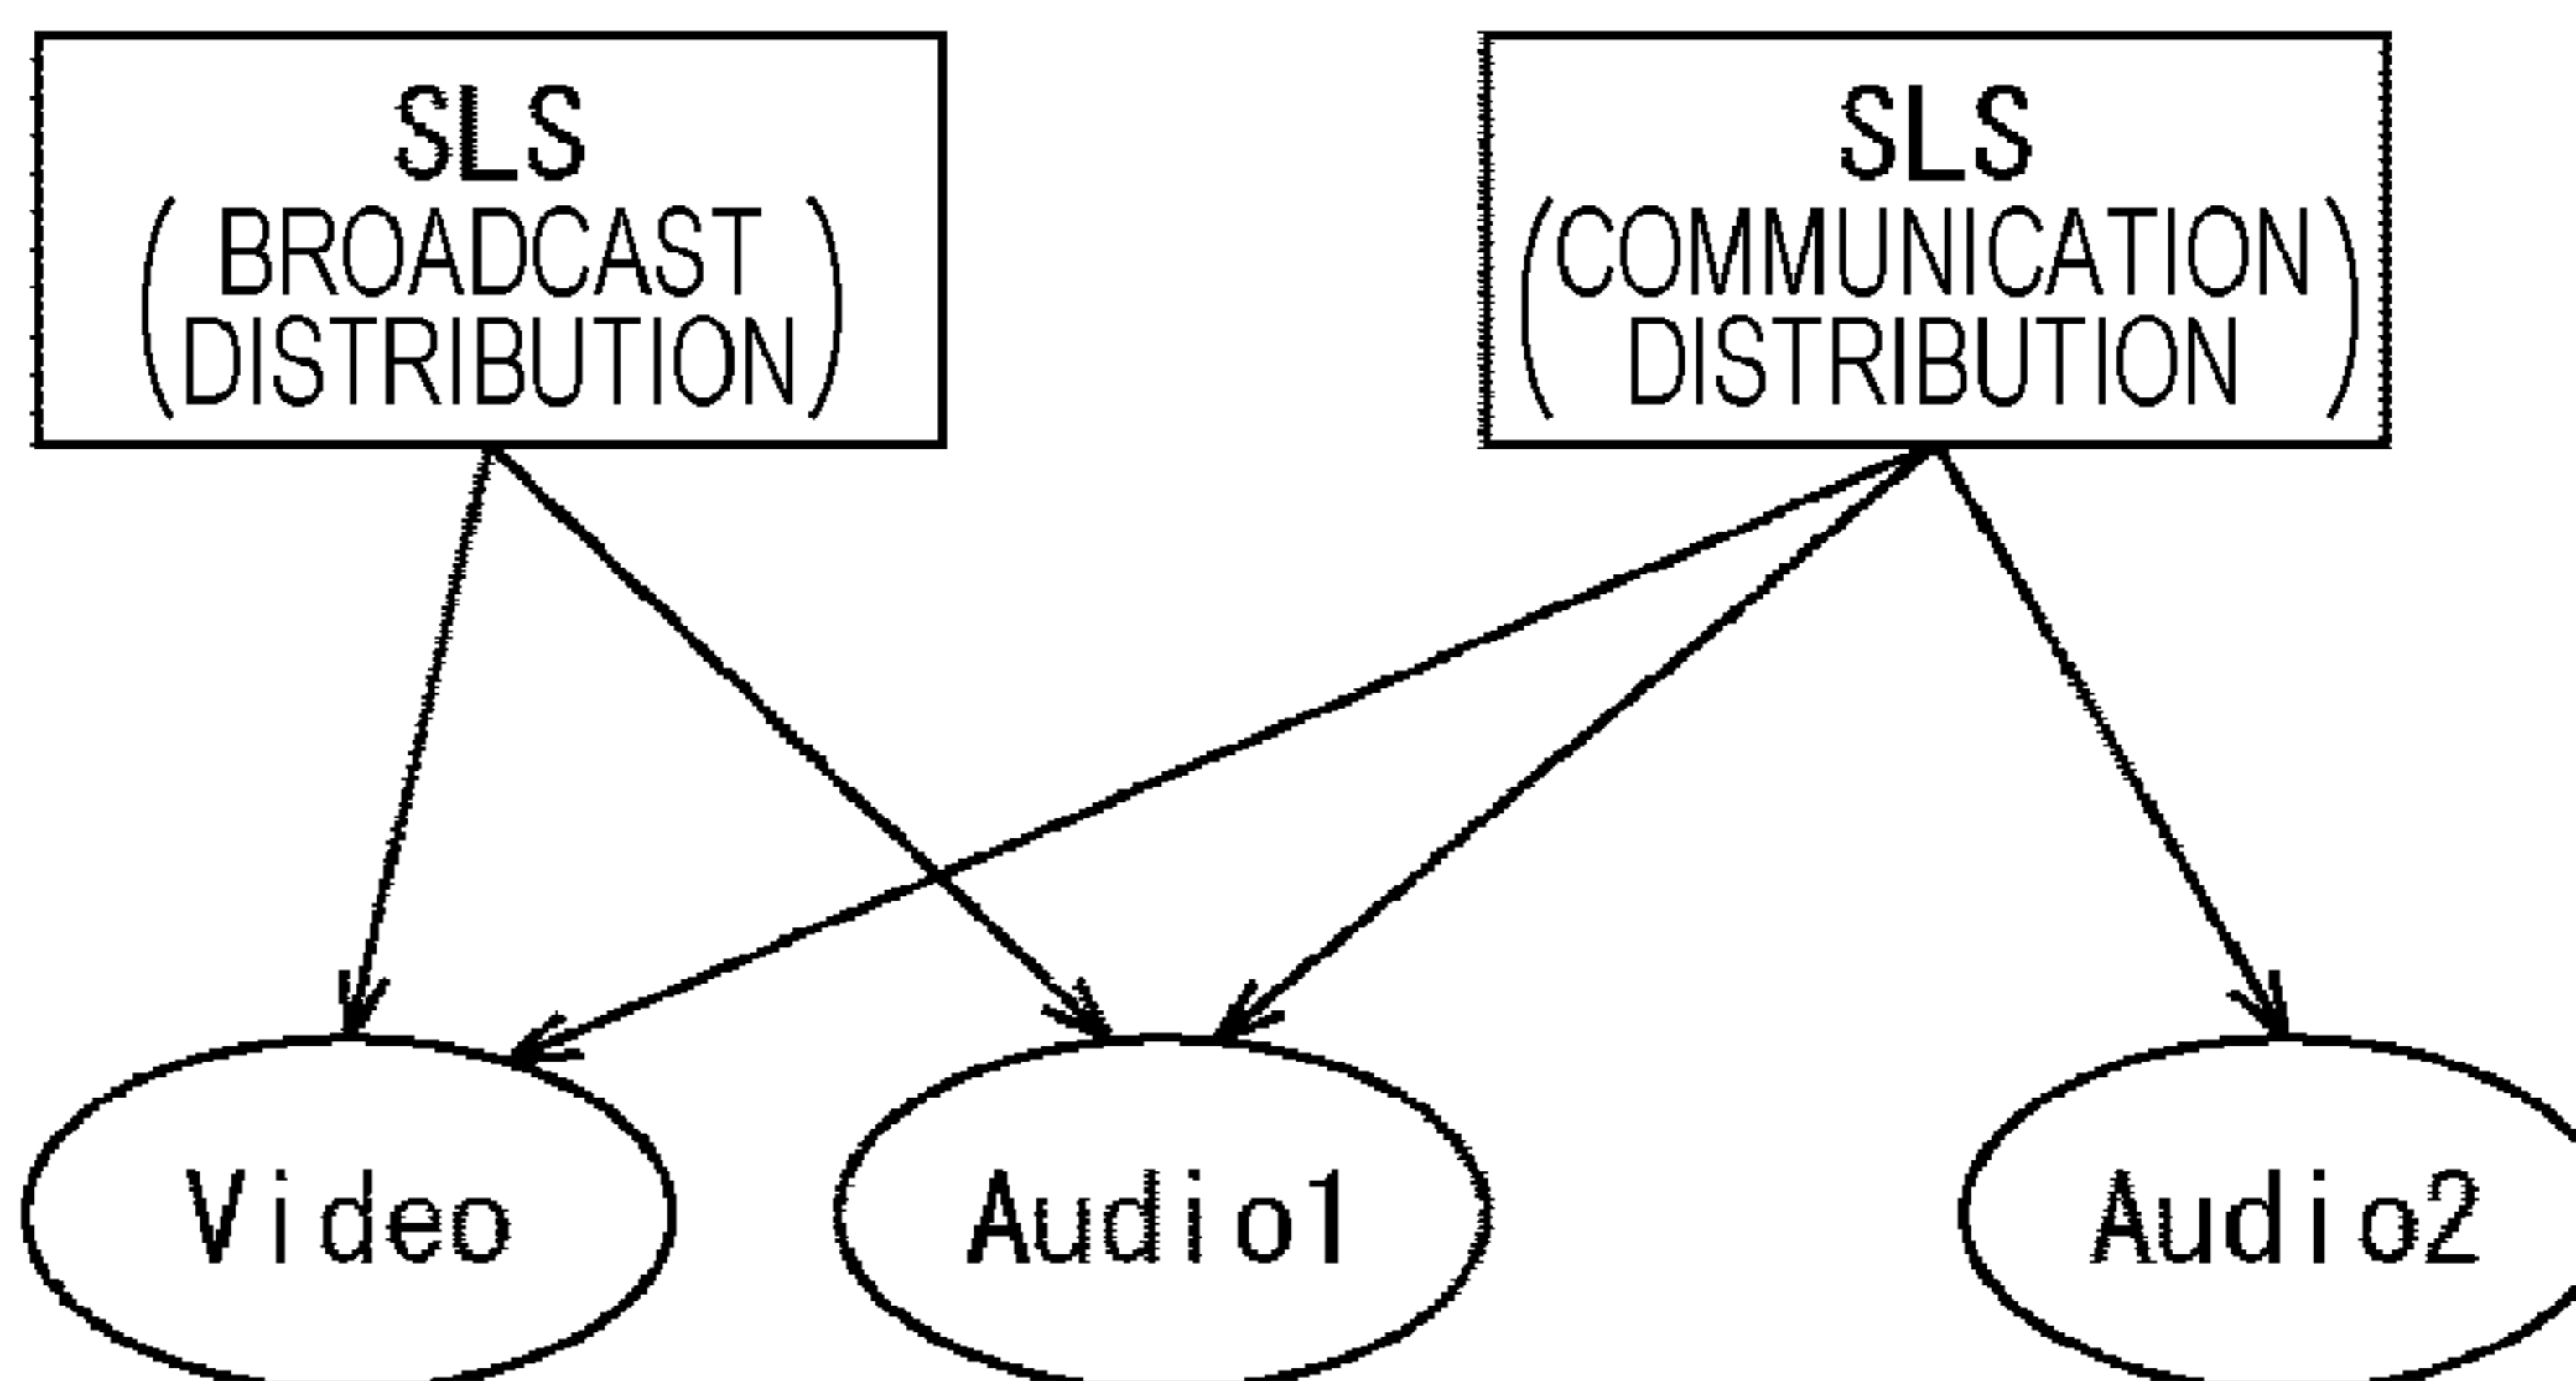 SLS
(BROADCAST
DISTRIBUTION)
SLS
(COMMUNICATION
DISTRIBUTION)
Video
Audio1
Audio2